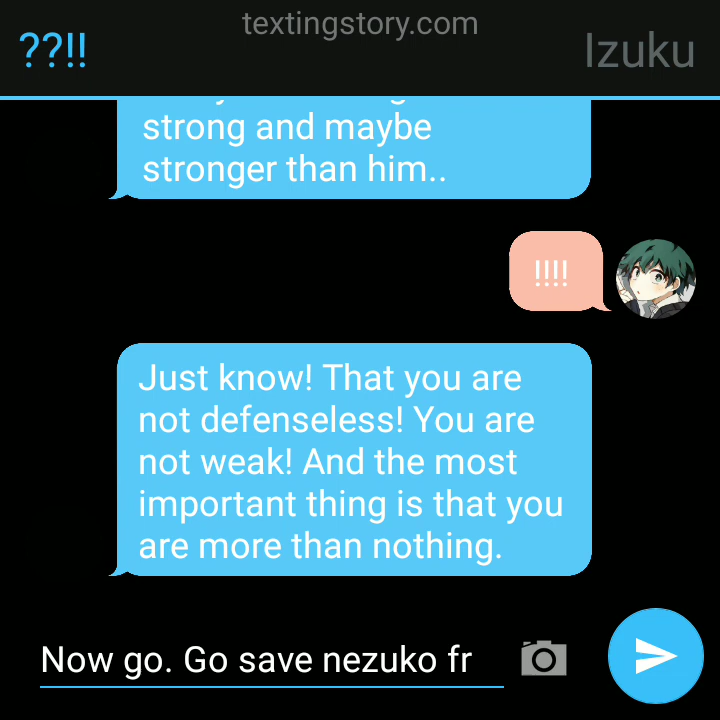 textingstory.com
??!!
Izuku
strong and maybe
stronger than him..
!!!!
Just know! That you are
not defenseless! You are
not weak! And the most
important thing is that you
are more than nothing.
Now go. Go save nezuko fr